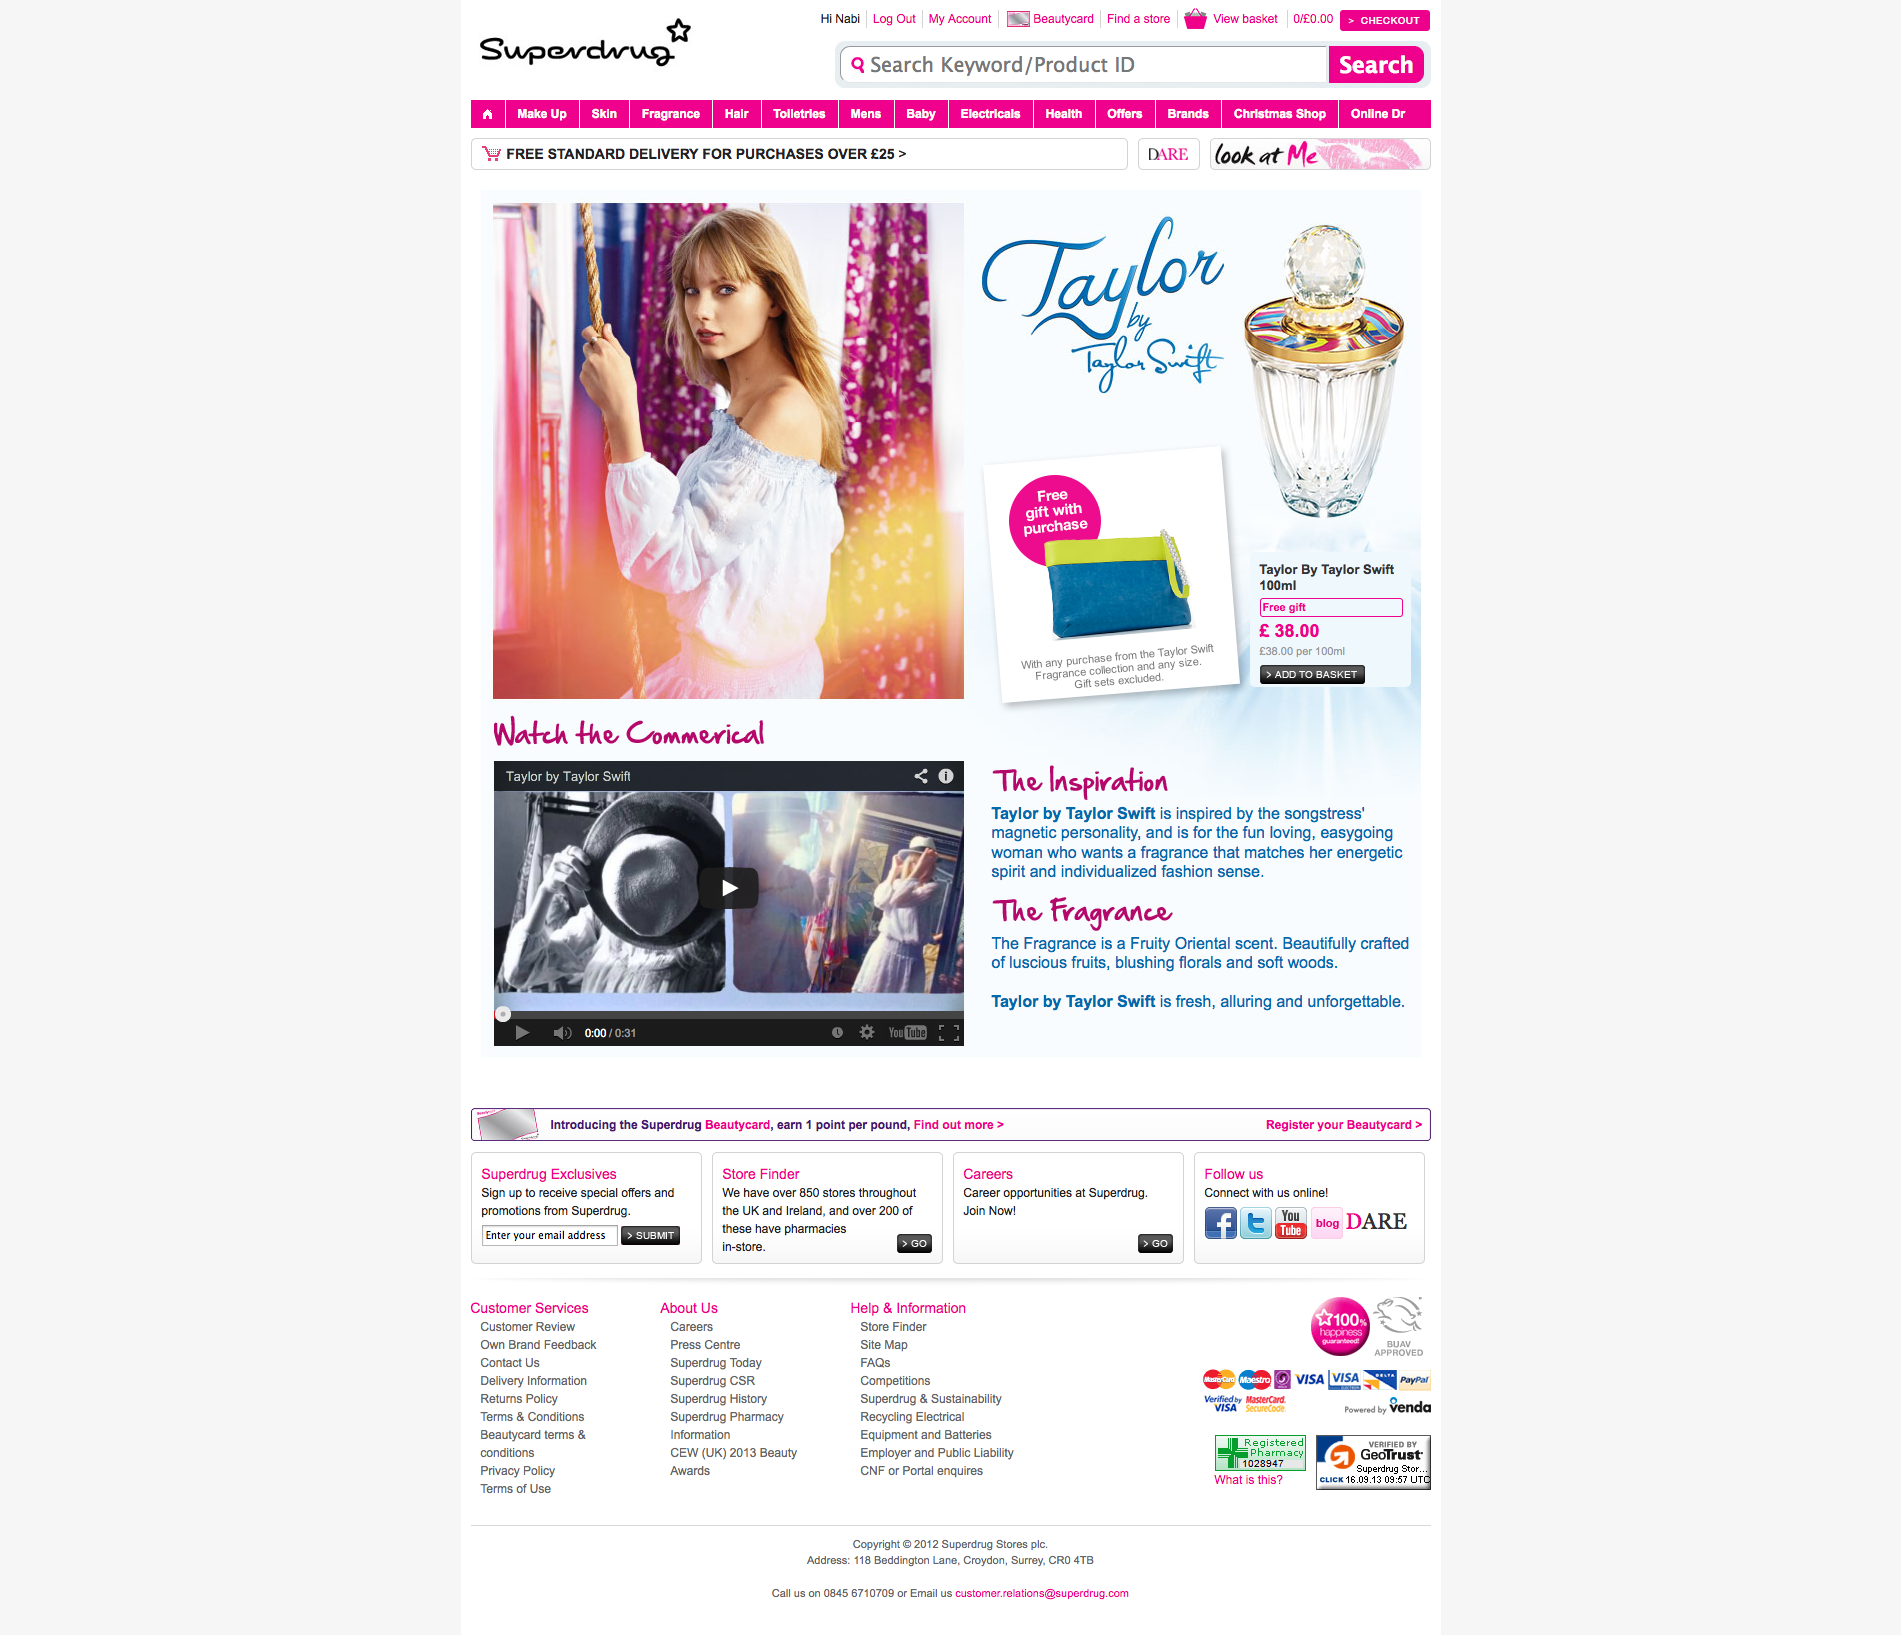 Superdrug
Hi Nabi
Log Out
My Account
Beautycard
Find a store
View basket
0/£0.00
> CHECKOUT
Search Keyword/Product ID
Search
Make Up
Skin
Fragrance
Hair
Toiletries
Mens
Baby
Electricals
Health
Offers
Brands
Christmas Shop
Online Dr
FREE STANDARD DELIVERY FOR PURCHASES OVER £25 >
DARE
look at Me
Taylor
by
Taylor Swift
Free
gift with
purchase
With any purchase from the Taylor Swift
Fragrance collection and any size.
Gift sets excluded.
Taylor By Taylor Swift
100ml
Free gift
£ 38.00
£38.00 per 100ml
> ADD TO BASKET
Watch the Commerical
Taylor by Taylor Swift
0:00 / 0:31
YouTube
The Inspiration
Taylor by Taylor Swift is inspired by the songstress'
magnetic personality, and is for the fun loving, easygoing
woman who wants a fragrance that matches her energetic
spirit and individualized fashion sense.
The Fragrance
The Fragrance is a Fruity Oriental scent. Beautifully crafted
of luscious fruits, blushing florals and soft woods.
Taylor by Taylor Swift is fresh, alluring and unforgettable.
Introducing the Superdrug Beautycard, earn 1 point per pound, Find out more >
Register your Beautycard >
Superdrug Exclusives
Sign up to receive special offers and
promotions from Superdrug.
Enter your email address
> SUBMIT
Store Finder
We have over 850 stores throughout
the UK and Ireland, and over 200 of
these have pharmacies
in-store.
> GO
Careers
Career opportunities at Superdrug.
Join Now!
> GO
Follow us
Connect with us online!
You
Tube
blog
DARE
Customer Services
Customer Review
Own Brand Feedback
Contact Us
Delivery Information
Returns Policy
Terms & Conditions
Beautycard terms &
conditions
Privacy Policy
Terms of Use
About Us
Careers
Press Centre
Superdrug Today
Superdrug CSR
Superdrug History
Superdrug Pharmacy
Information
CEW (UK) 2013 Beauty
Awards
Help & Information
Store Finder
Site Map
FAQs
Competitions
Superdrug & Sustainability
Recycling Electrical
Equipment and Batteries
Employer and Public Liability
CNF or Portal enquires
100%
happiness
guaranteed!
BUAV
APPROVED
MasterCard
Maestro
VISA
VISA
ELECTRON
DELTA
PayPal
Verified by
VISA
MasterCard.
SecureCode.
Powered by venda
Registered
Pharmacy
1028947
What is this?
VERIFIED BY
GeoTrust
Superdrug Stor...
CLICK 16.09.13 09:57 UTC
Copyright © 2012 Superdrug Stores plc.
Address: 118 Beddington Lane, Croydon, Surrey, CR0 4TB
Call us on 0845 6710709 or Email us customer.relations@superdrug.com